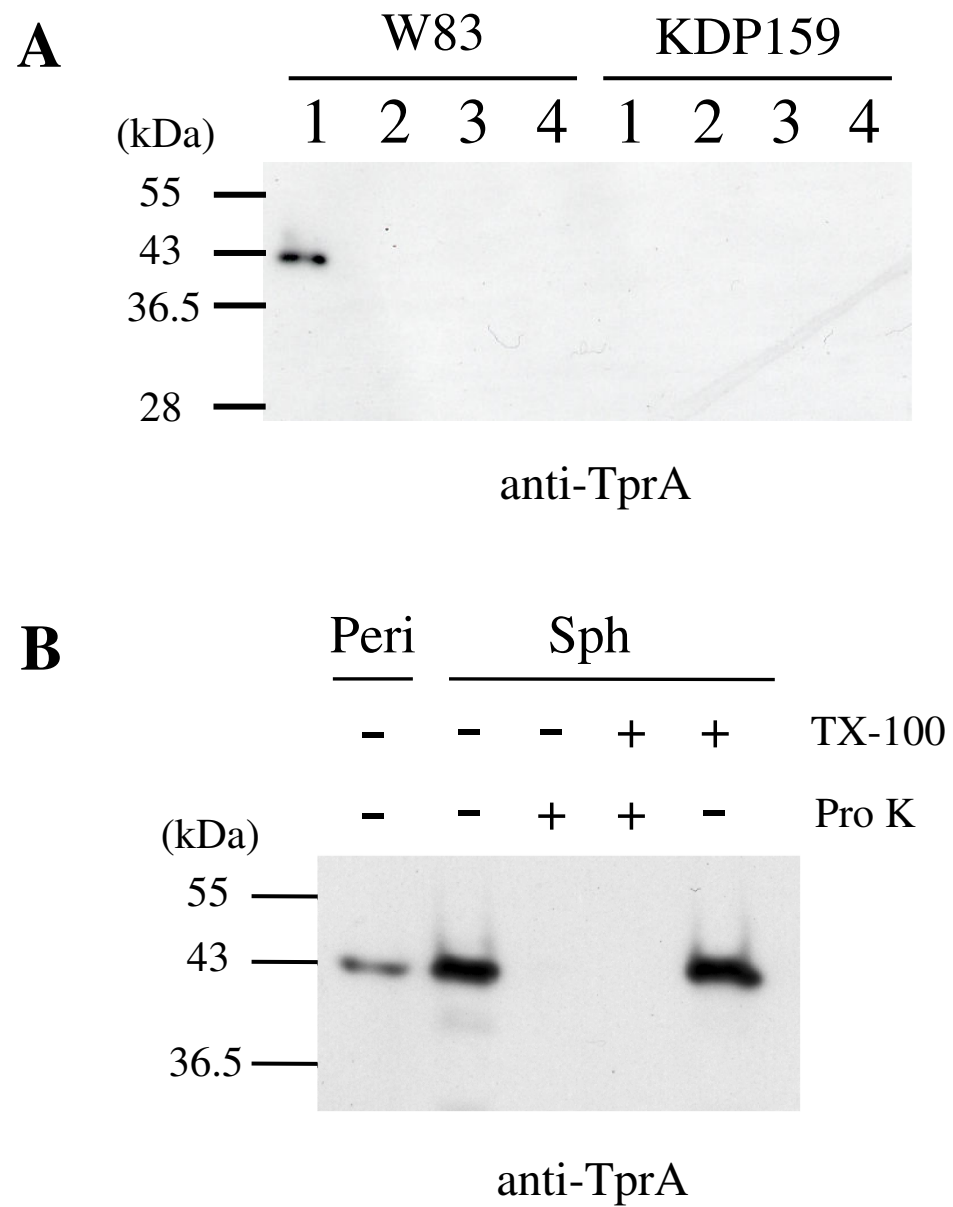 A
W83 KDP159
(kDa) 1 2 3 4 1 2 3 4
55
43
36.5
28
anti-TprA
B
Peri Sph
- - - + + TX-100
- - + + - Pro K
(kDa)
55
43
36.5
anti-TprA